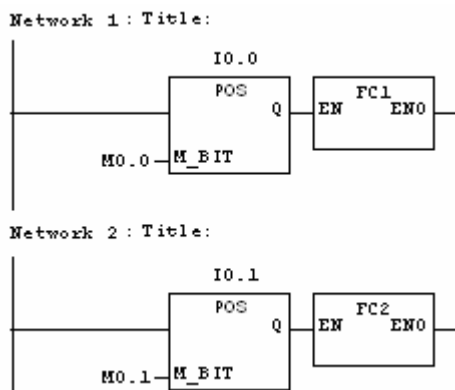 Network 1 : Title:
I0.0
POS
FC1
Q
EN
ENO
M0.0
M_BIT
Network 2 : Title:
I0.1
POS
FC2
Q
EN
ENO
M0.1
M_BIT